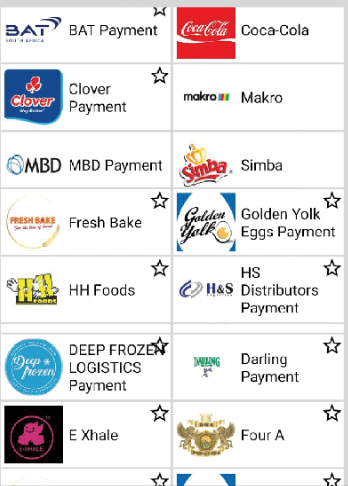 BAT
SOUTH AFRICA
BAT Payment
Coca-Cola
Coca-Cola
Clover
Way Better
Clover
Payment
makro
Makro
MBD
MBD Payment
Simba
Simba
FRESH BAKE
Fresh Bake
Golden
Yolk
Golden Yolk
Eggs Payment
HH
FOODS
HH Foods
H&S
HS
Distributors
Payment
Deep
frozen
DEEP FROZEN
LOGISTICS
Payment
DARLING
Darling
Payment
E-XHALE
E Xhale
Four A